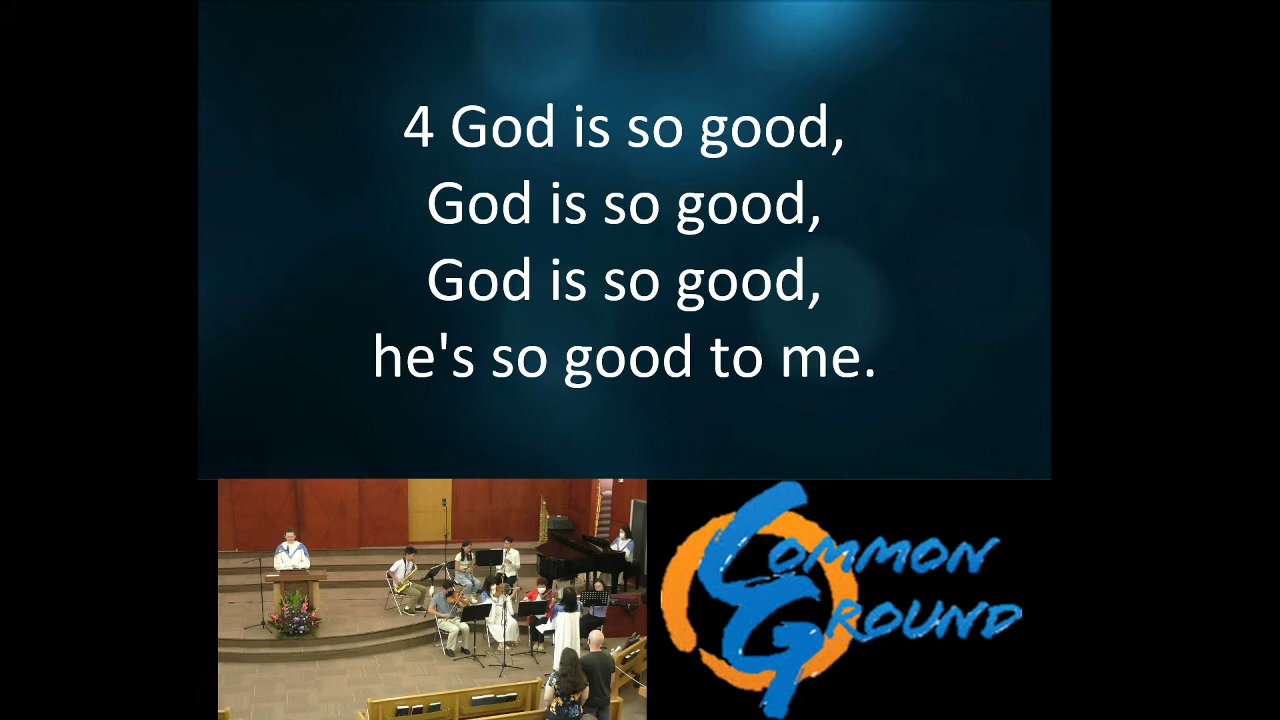 4 God is so good,
God is so good,
God is so good,
he's so good to me.
COMMON
GROUND